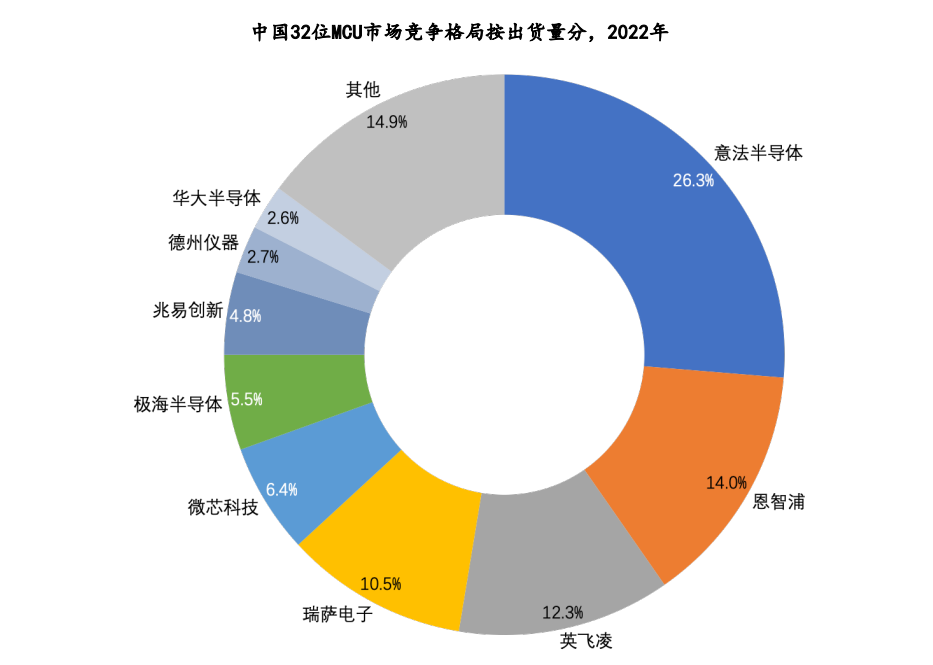 中国32位MCU市场竞争格局按出货量分，2022年
其他
14.9%
意法半导体
26.3%
华大半导体
2.6%
德州仪器
2.7%
兆易创新
4.8%
极海半导体
5.5%
微芯科技
6.4%
恩智浦
14.0%
瑞萨电子
10.5%
英飞凌
12.3%